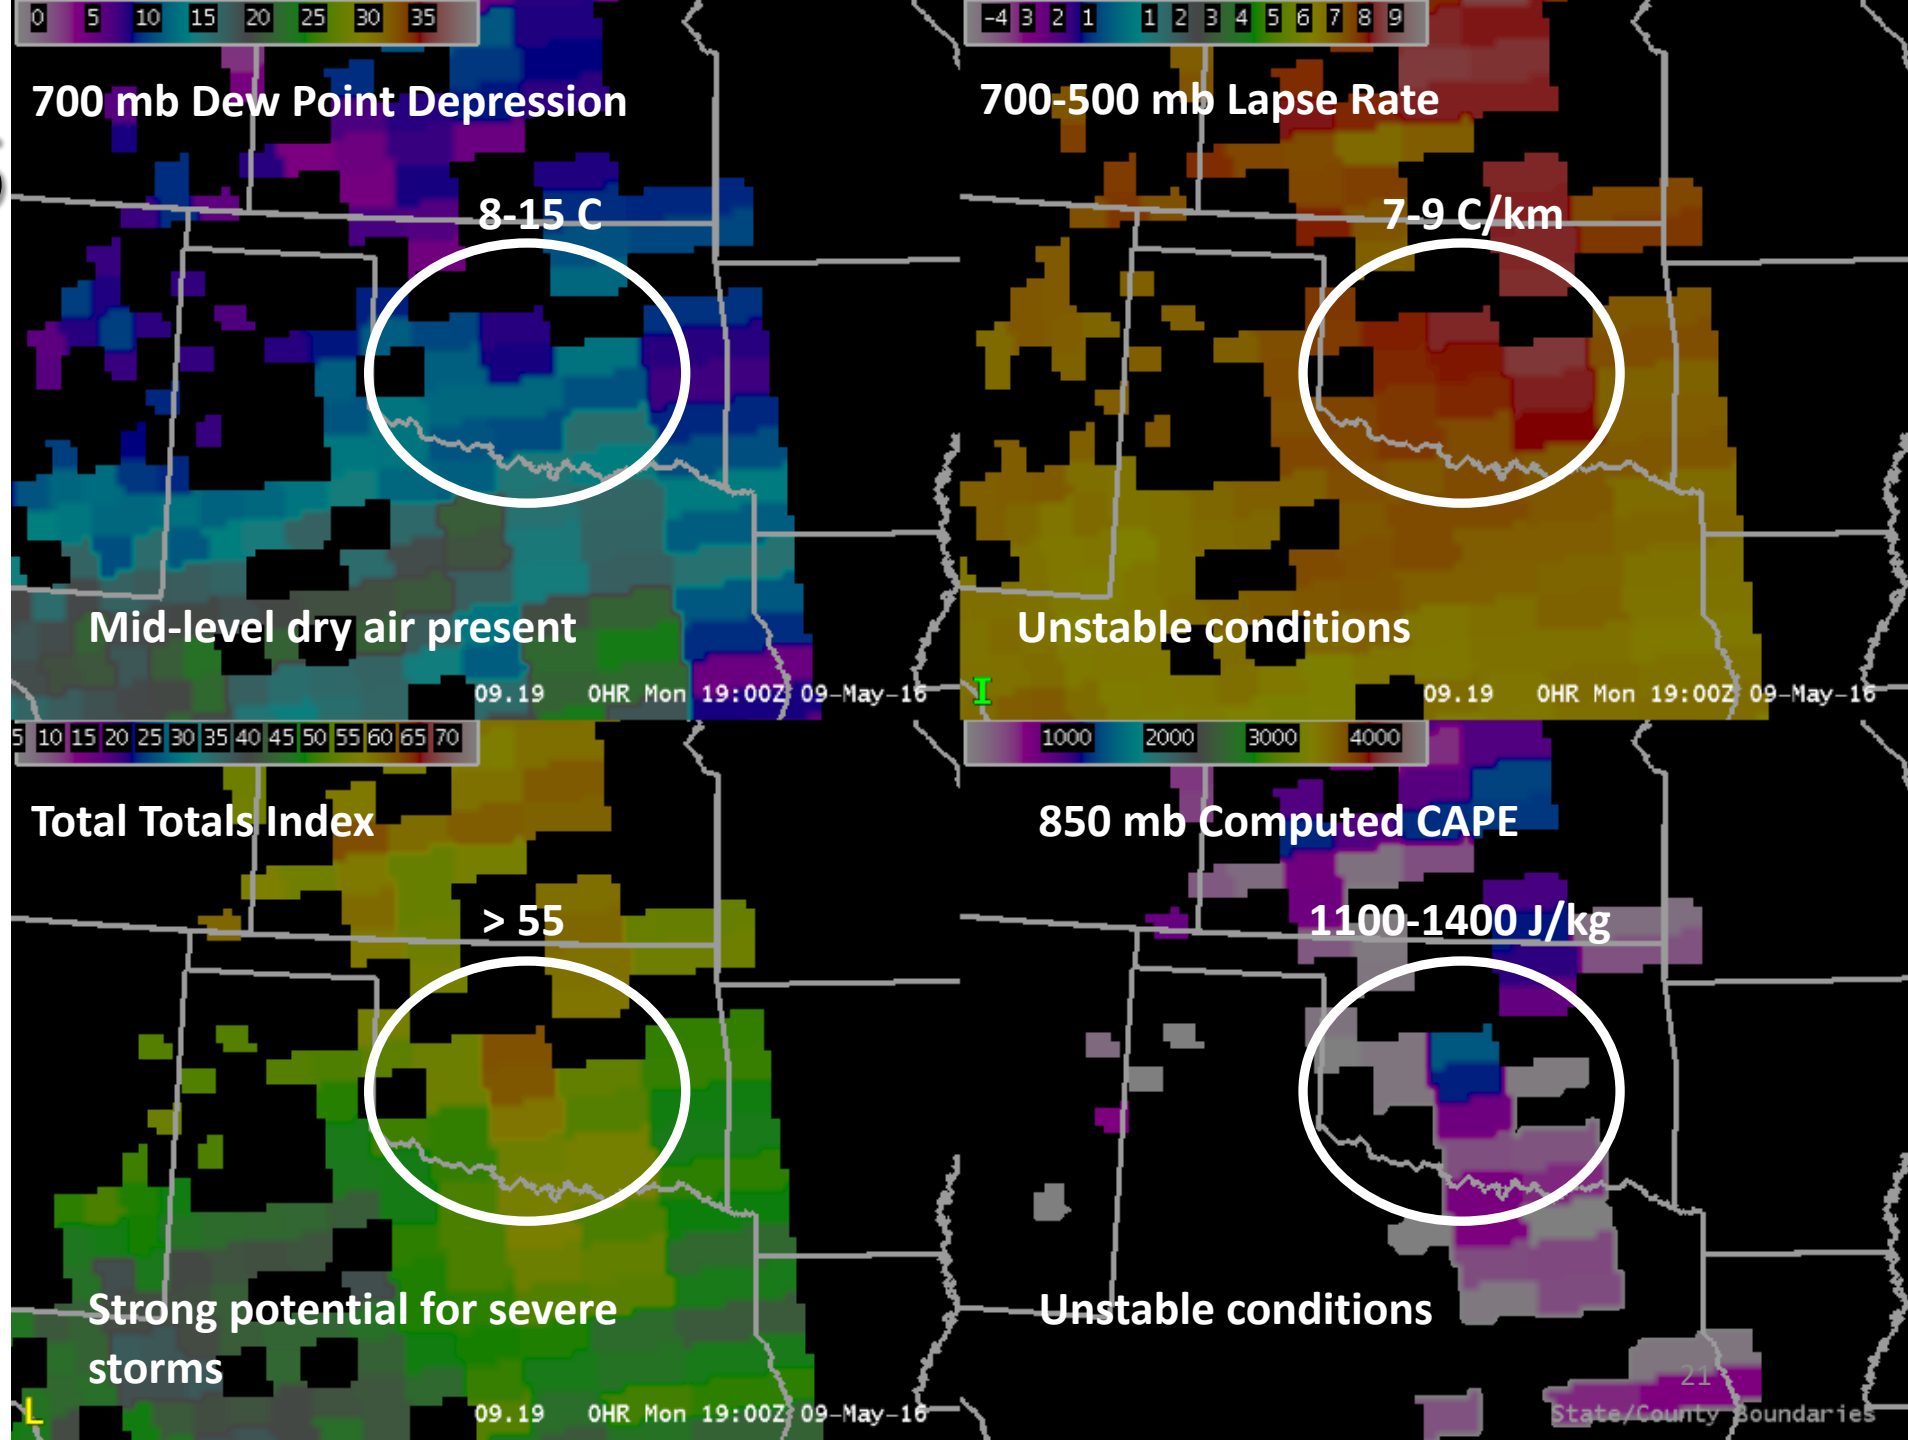 0 5 10 15 20 25 30 35
700 mb Dew Point Depression
8-15 C
Mid-level dry air present
09.19 0HR Mon 19:00Z 09-May-16
-4 3 2 1 1 2 3 4 5 6 7 8 9
700-500 mb Lapse Rate
7-9 C/km
Unstable conditions
I
09.19 0HR Mon 19:00Z 09-May-16
5 10 15 20 25 30 35 40 45 50 55 60 65 70
Total Totals Index
> 55
Strong potential for severe
storms
L
09.19 0HR Mon 19:00Z 09-May-16
1000 2000 3000 4000
850 mb Computed CAPE
1100-1400 J/kg
Unstable conditions
21
State/County Boundaries